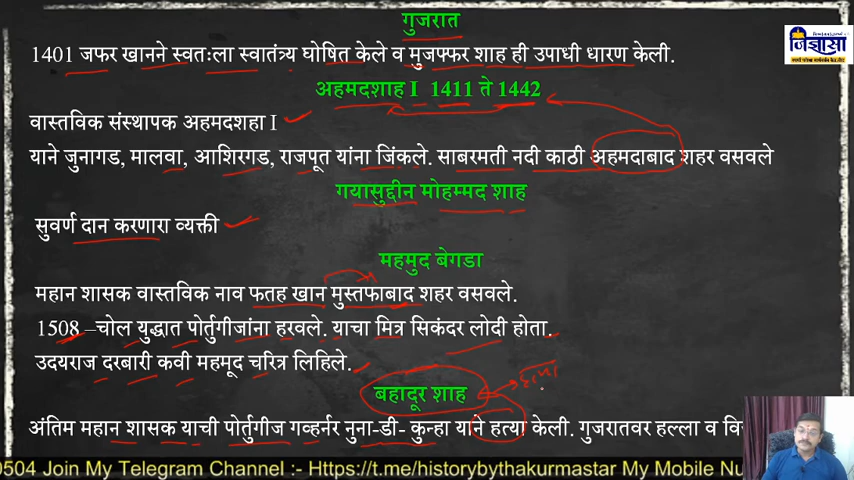 गुजरात
1401 जफर खानने स्वतःला स्वातंत्र्य घोषित केले व मुजफ्फर शाह ही उपाधी धारण केली.
जिज्ञासा
अहमदशाह I 1411 ते 1442
वास्तविक संस्थापक अहमदशहा I
याने जुनागड, मालवा, आशिरगड, राजपूत यांना जिंकले. साबरमती नदी काठी अहमदाबाद शहर वसवले
गयासुद्दीन मोहम्मद शाह
सुवर्ण दान करणारा व्यक्ती
महमुद बेगडा
महान शासक वास्तविक नाव फतह खान मुस्तफाबाद शहर वसवले.
1508 –चोल युद्धात पोर्तुगीजांना हरवले. याचा मित्र सिकंदर लोदी होता.
उदयराज दरबारी कवी महमूद चरित्र लिहिले.
बहादूर शाह
अंतिम महान शासक याची पोर्तुगीज गव्हर्नर नुना-डी- कुन्हा याने हत्या केली. गुजरातवर हल्ला व वि
0504 Join My Telegram Channel :- Https://t.me/historybythakurmastar My Mobile Nu